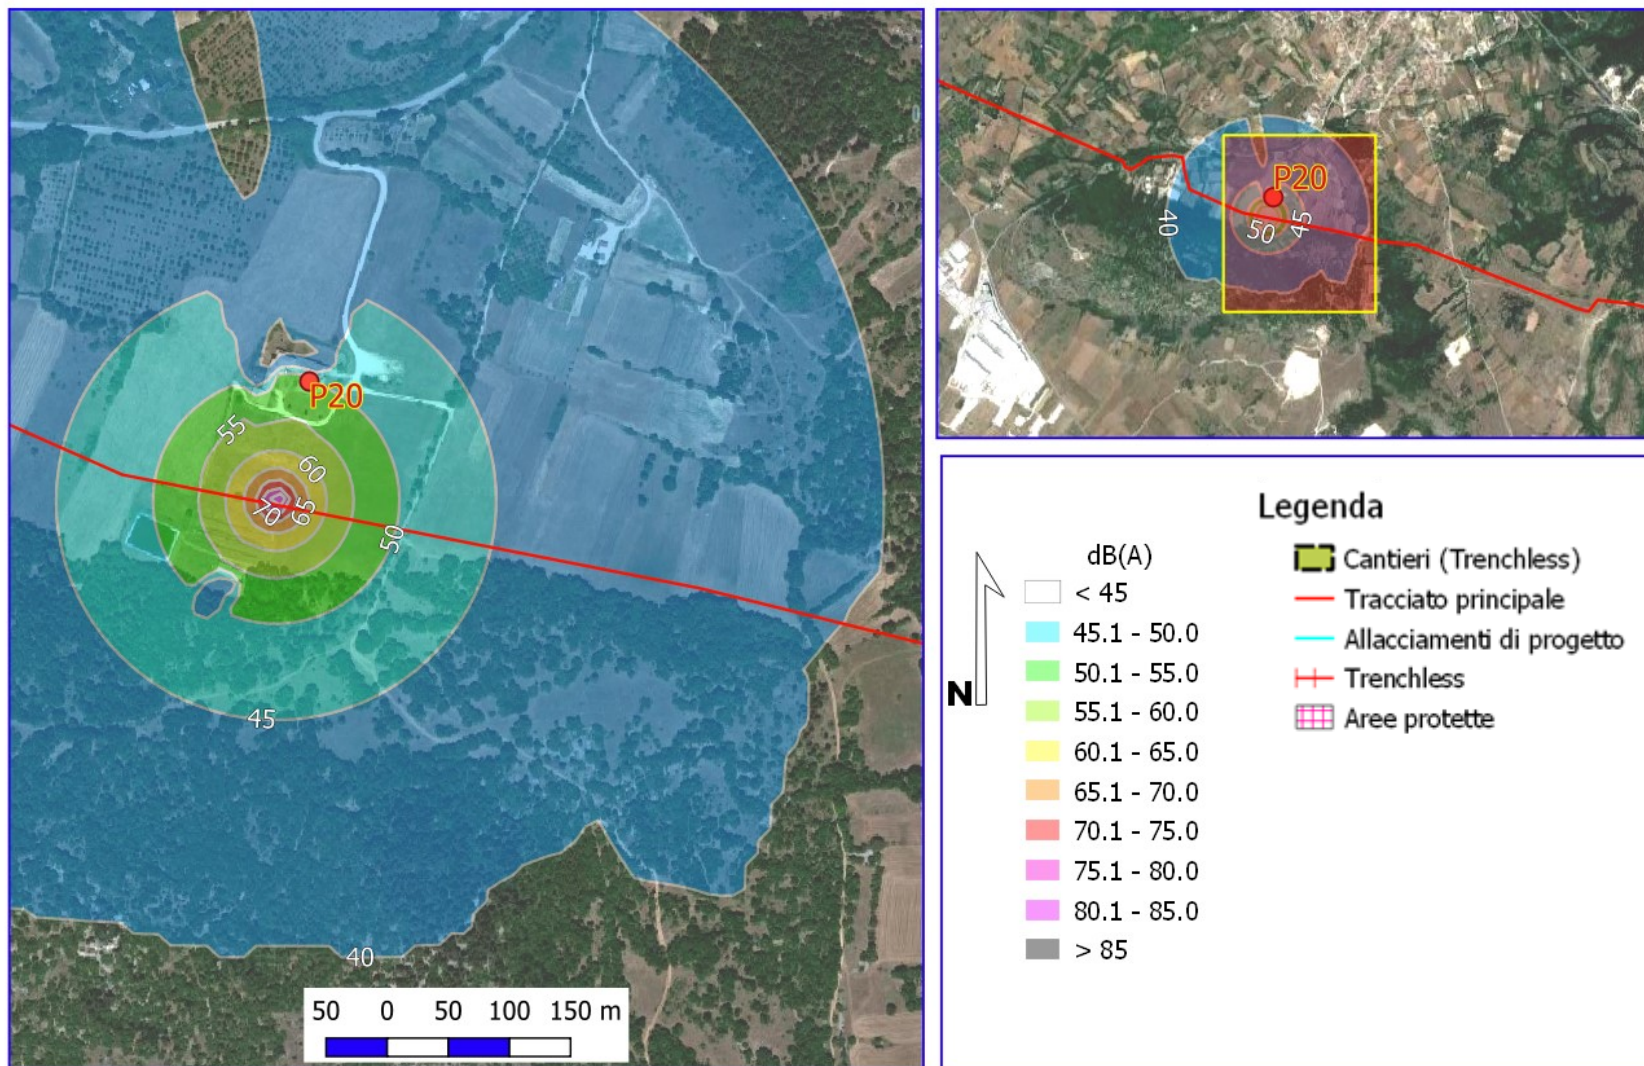 P20
55
60
70
65
50
45
40
50 0 50 100 150 m
P20
40
50
45
Legenda
dB(A)
< 45
45.1 - 50.0
50.1 - 55.0
55.1 - 60.0
60.1 - 65.0
65.1 - 70.0
70.1 - 75.0
75.1 - 80.0
80.1 - 85.0
> 85
N
Cantieri (Trenchless)
Tracciato principale
Allacciamenti di progetto
Trenchless
Aree protette